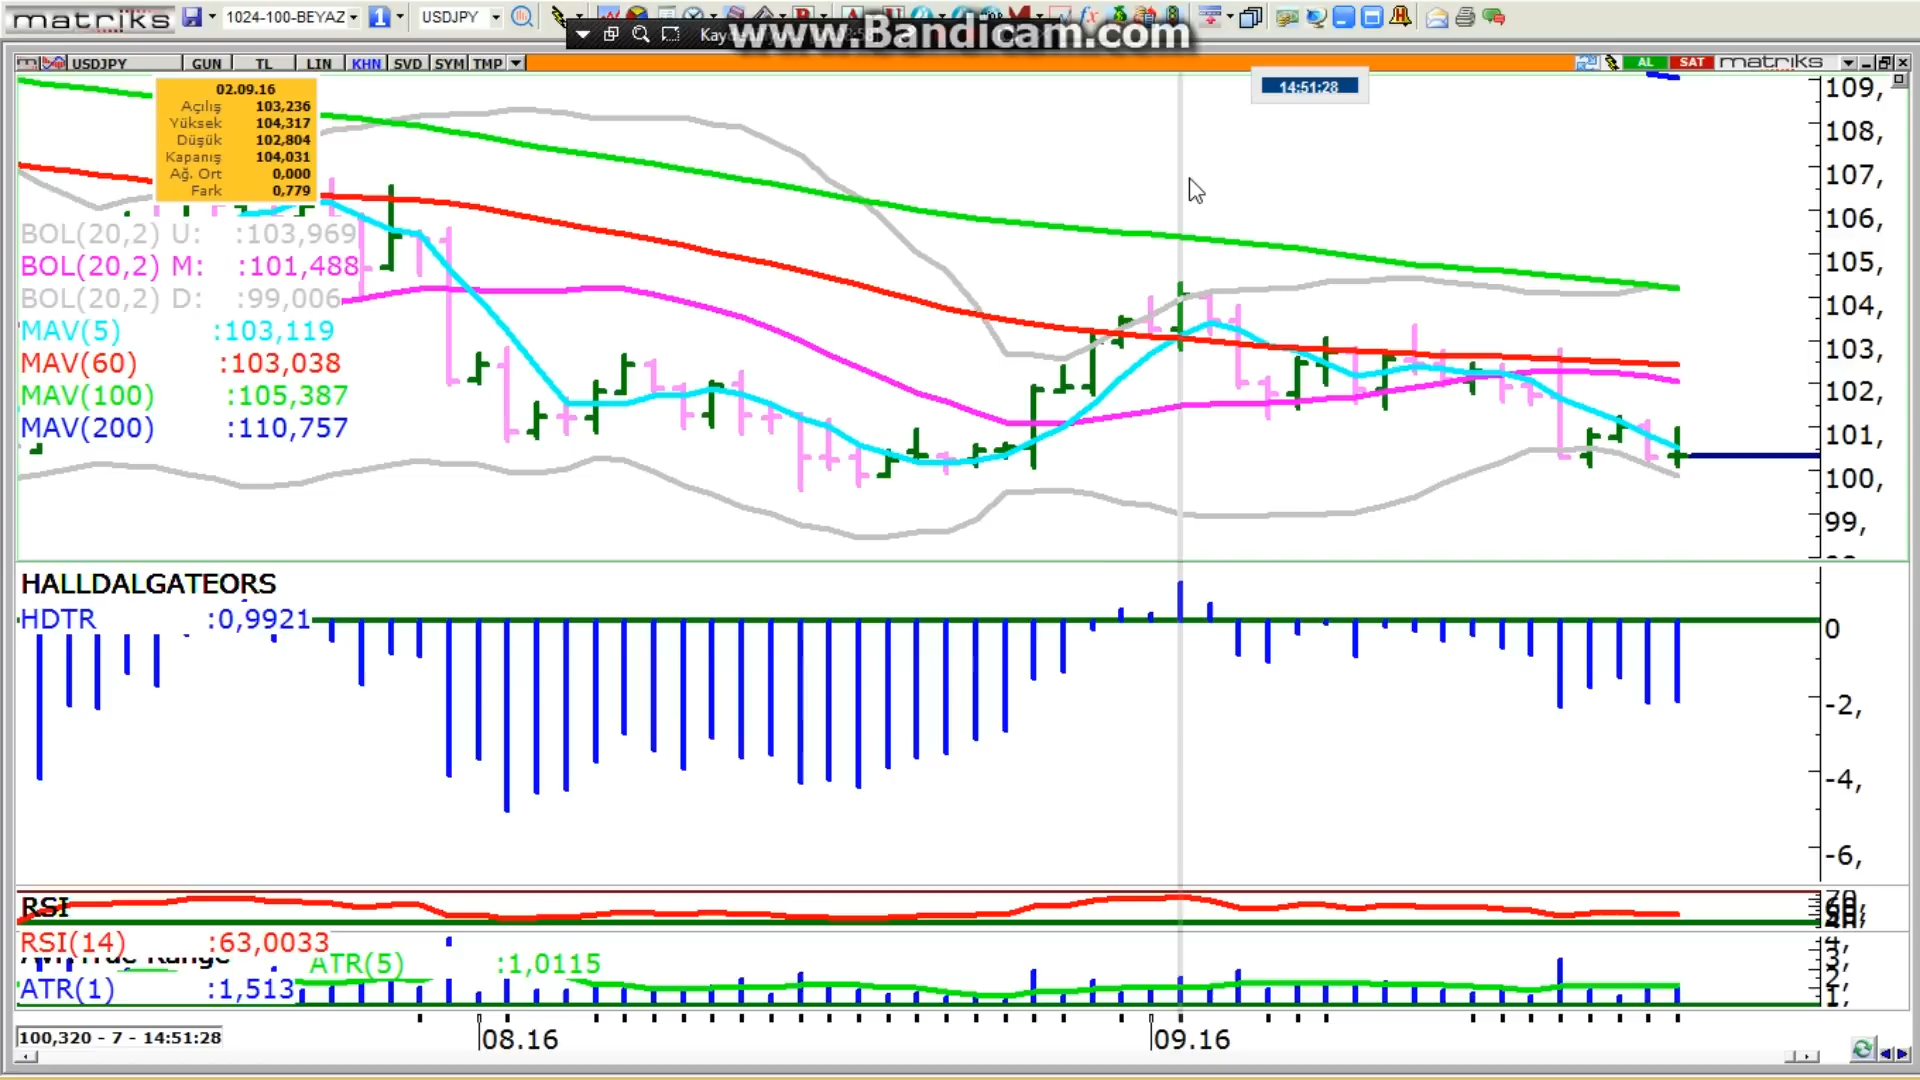 matriks 1024-100-BEYAZ 1 USDJPY
www.Bandicam.com
USDJPY GUN TL LIN KHN SVD SYM TMP AL SAT matriks
14:51:28
02.09.16
Açılış 103,236
Yüksek 104,317
Düşük 102,804
Kapanış 104,031
Ağ. Ort 0,000
Fark 0,779
BOL(20,2) U: :103,969
BOL(20,2) M: :101,488
BOL(20,2) D: :99,006
MAV(5) :103,119
MAV(60) :103,038
MAV(100) :105,387
MAV(200) :110,757
109,
108,
107,
106,
105,
104,
103,
102,
101,
100,
99,
HALLDALGATEORS
HDTR :0,9921
0
-2,
-4,
-6,
RSI
RSI(14) :63,0033
ATR(5) :1,0115
ATR(1) :1,513
3,
2,
1,
100,320 - 7 - 14:51:28
08.16
09.16